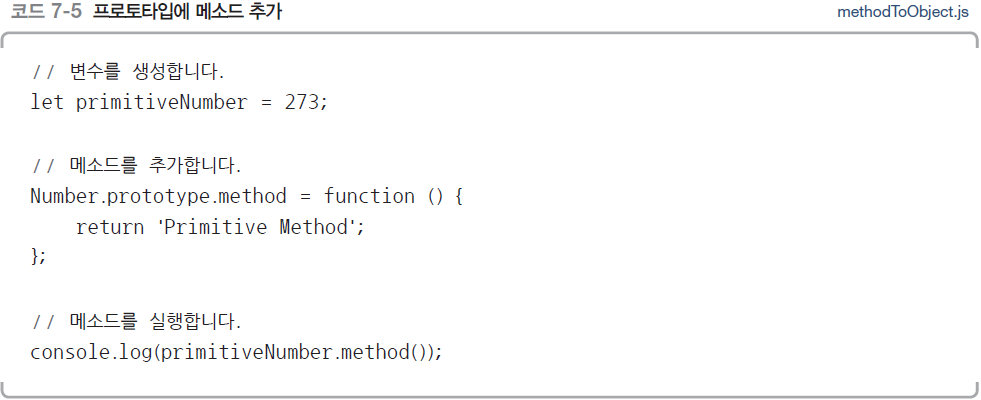 코드 7-5 프로토타입에 메소드 추가 methodToObject.js
// 변수를 생성합니다.
let primitiveNumber = 273;
// 메소드를 추가합니다.
Number.prototype.method = function () {
return 'Primitive Method';
};
// 메소드를 실행합니다.
console.log(primitiveNumber.method());